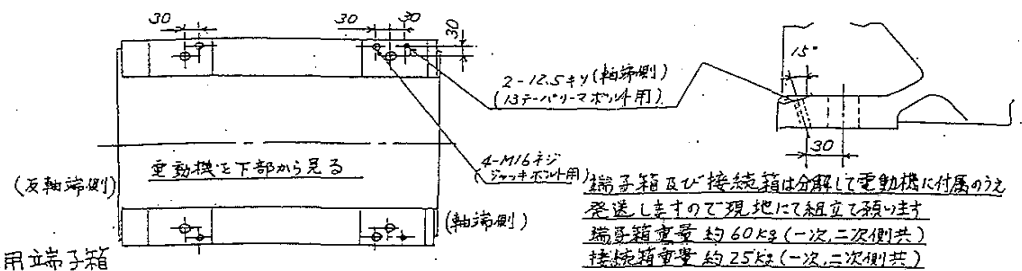 30
30
30
30
15°
2-12.5キリ(軸端側)
(13テーパリーマボルト用)
4-M16ネジ
ジャッキボルト用)
30
電動機を下部から見る
(反軸端側)
(軸端側)
端子箱及び接続箱は分解して電動機に付属のうえ
発送しますので現地にて組立て願います
端子箱重量 約60kg(一次,二次側共)
接続箱重量 約25kg(一次,二次側共)
用端子箱